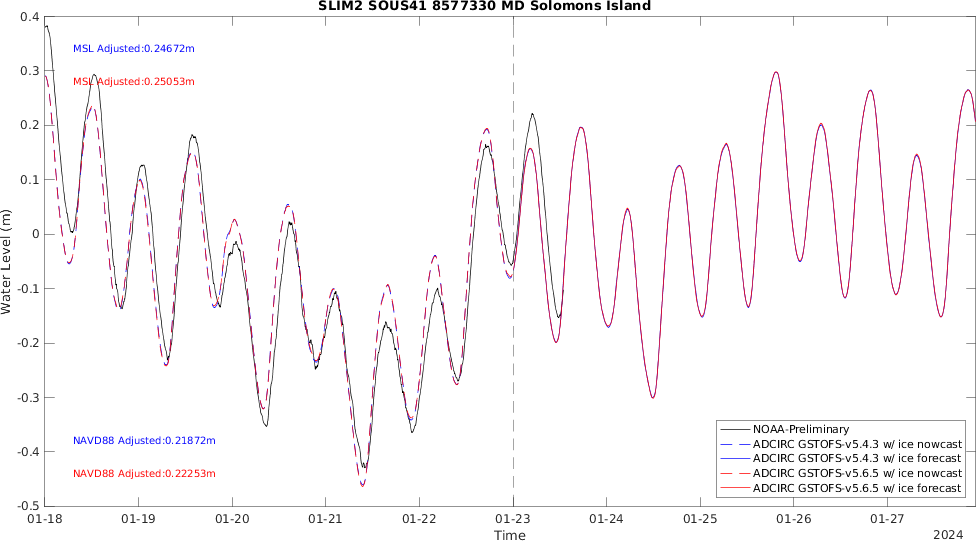 SLIM2 SOUS41 8577330 MD Solomons Island
0.4
MSL Adjusted:0.24672m
0.3
MSL Adjusted:0.25053m
0.2
0.1
0
Water Level (m)
-0.1
-0.2
-0.3
NAVD88 Adjusted:0.21872m
-0.4
NAVD88 Adjusted:0.22253m
-0.5
NOAA-Preliminary
ADCIRC GSTOFS-v5.4.3 w/ ice nowcast
ADCIRC GSTOFS-v5.4.3 w/ ice forecast
ADCIRC GSTOFS-v5.6.5 w/ ice nowcast
ADCIRC GSTOFS-v5.6.5 w/ ice forecast
01-18 01-19 01-20 01-21 01-22 01-23 01-24 01-25 01-26 01-27
Time
2024